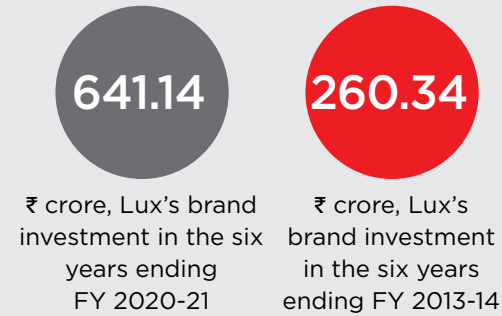 641.14
₹ crore, Lux’s brand
investment in the six
years ending
FY 2020-21
260.34
₹ crore, Lux’s
brand investment
in the six years
ending FY 2013-14